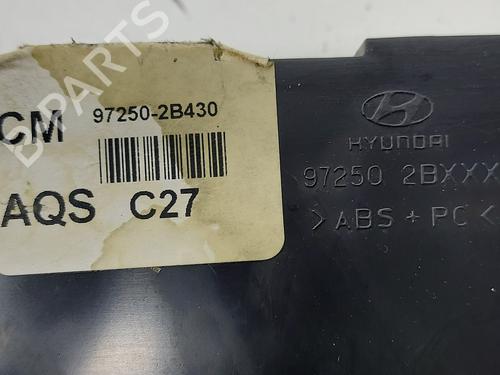 B-PARTS
CM 97250-2B430
AQS C27
HYUNDAI
97250 2BXXX
>ABS + PC<